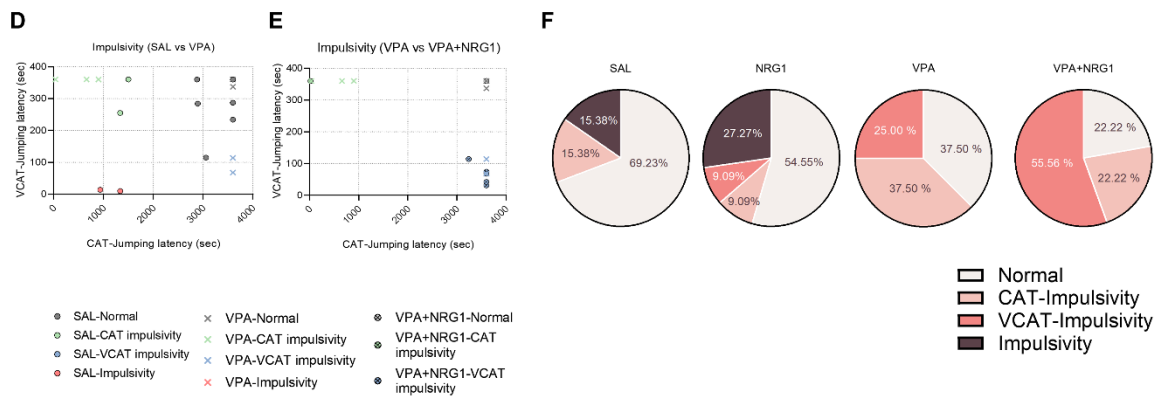 D
Impulsivity (SAL vs VPA)
VCAT-Jumping latency (sec)
400
300
200
100
0
0
1000
2000
3000
4000
CAT-Jumping latency (sec)
E
Impulsivity (VPA vs VPA+NRG1)
VCAT-Jumping latency (sec)
400
300
200
100
0
0
1000
2000
3000
4000
CAT-Jumping latency (sec)
SAL-Normal
SAL-CAT impulsivity
SAL-VCAT impulsivity
SAL-Impulsivity
VPA-Normal
VPA-CAT impulsivity
VPA-VCAT impulsivity
VPA-Impulsivity
VPA+NRG1-Normal
VPA+NRG1-CAT
impulsivity
VPA+NRG1-VCAT
impulsivity
F
SAL
15.38%
15.38%
69.23%
NRG1
27.27%
54.55%
9.09%
9.09%
VPA
25.00 %
37.50 %
37.50 %
VPA+NRG1
22.22 %
55.56 %
22.22 %
Normal
CAT-Impulsivity
VCAT-Impulsivity
Impulsivity